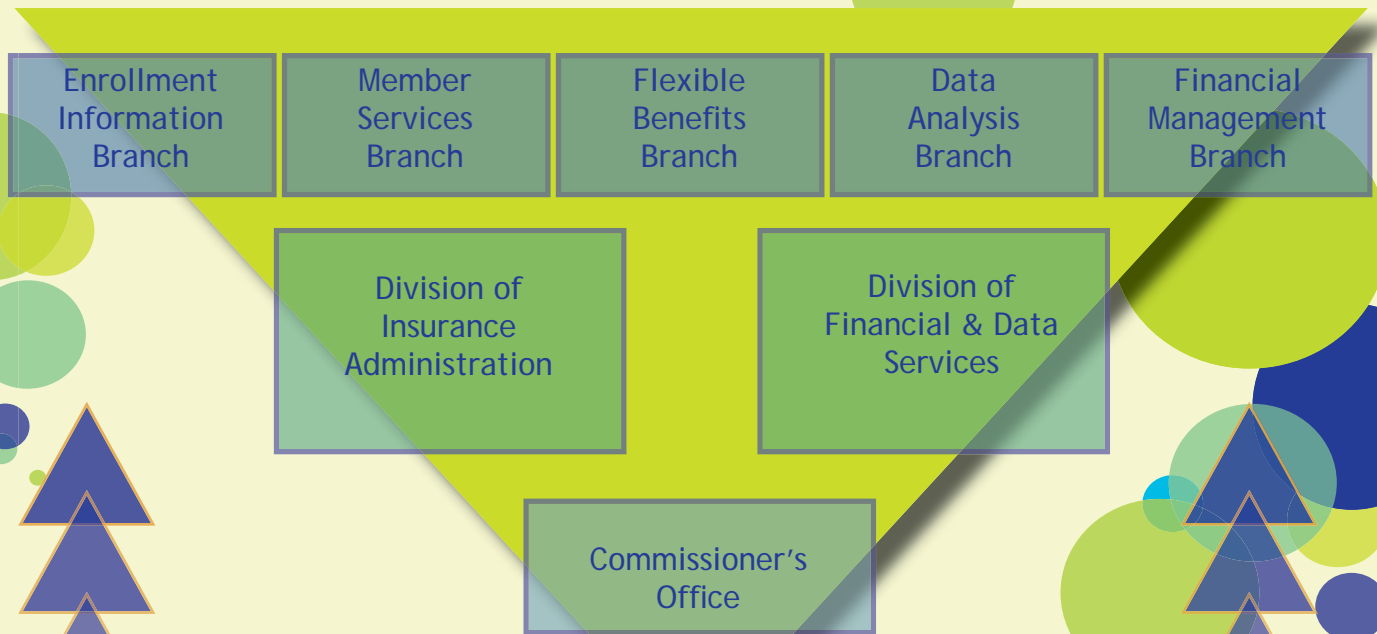 Enrollment
Information
Branch
Member
Services
Branch
Flexible
Benefits
Branch
Data
Analysis
Branch
Financial
Management
Branch
Division of
Insurance
Administration
Division of
Financial & Data
Services
Commissioner's
Office